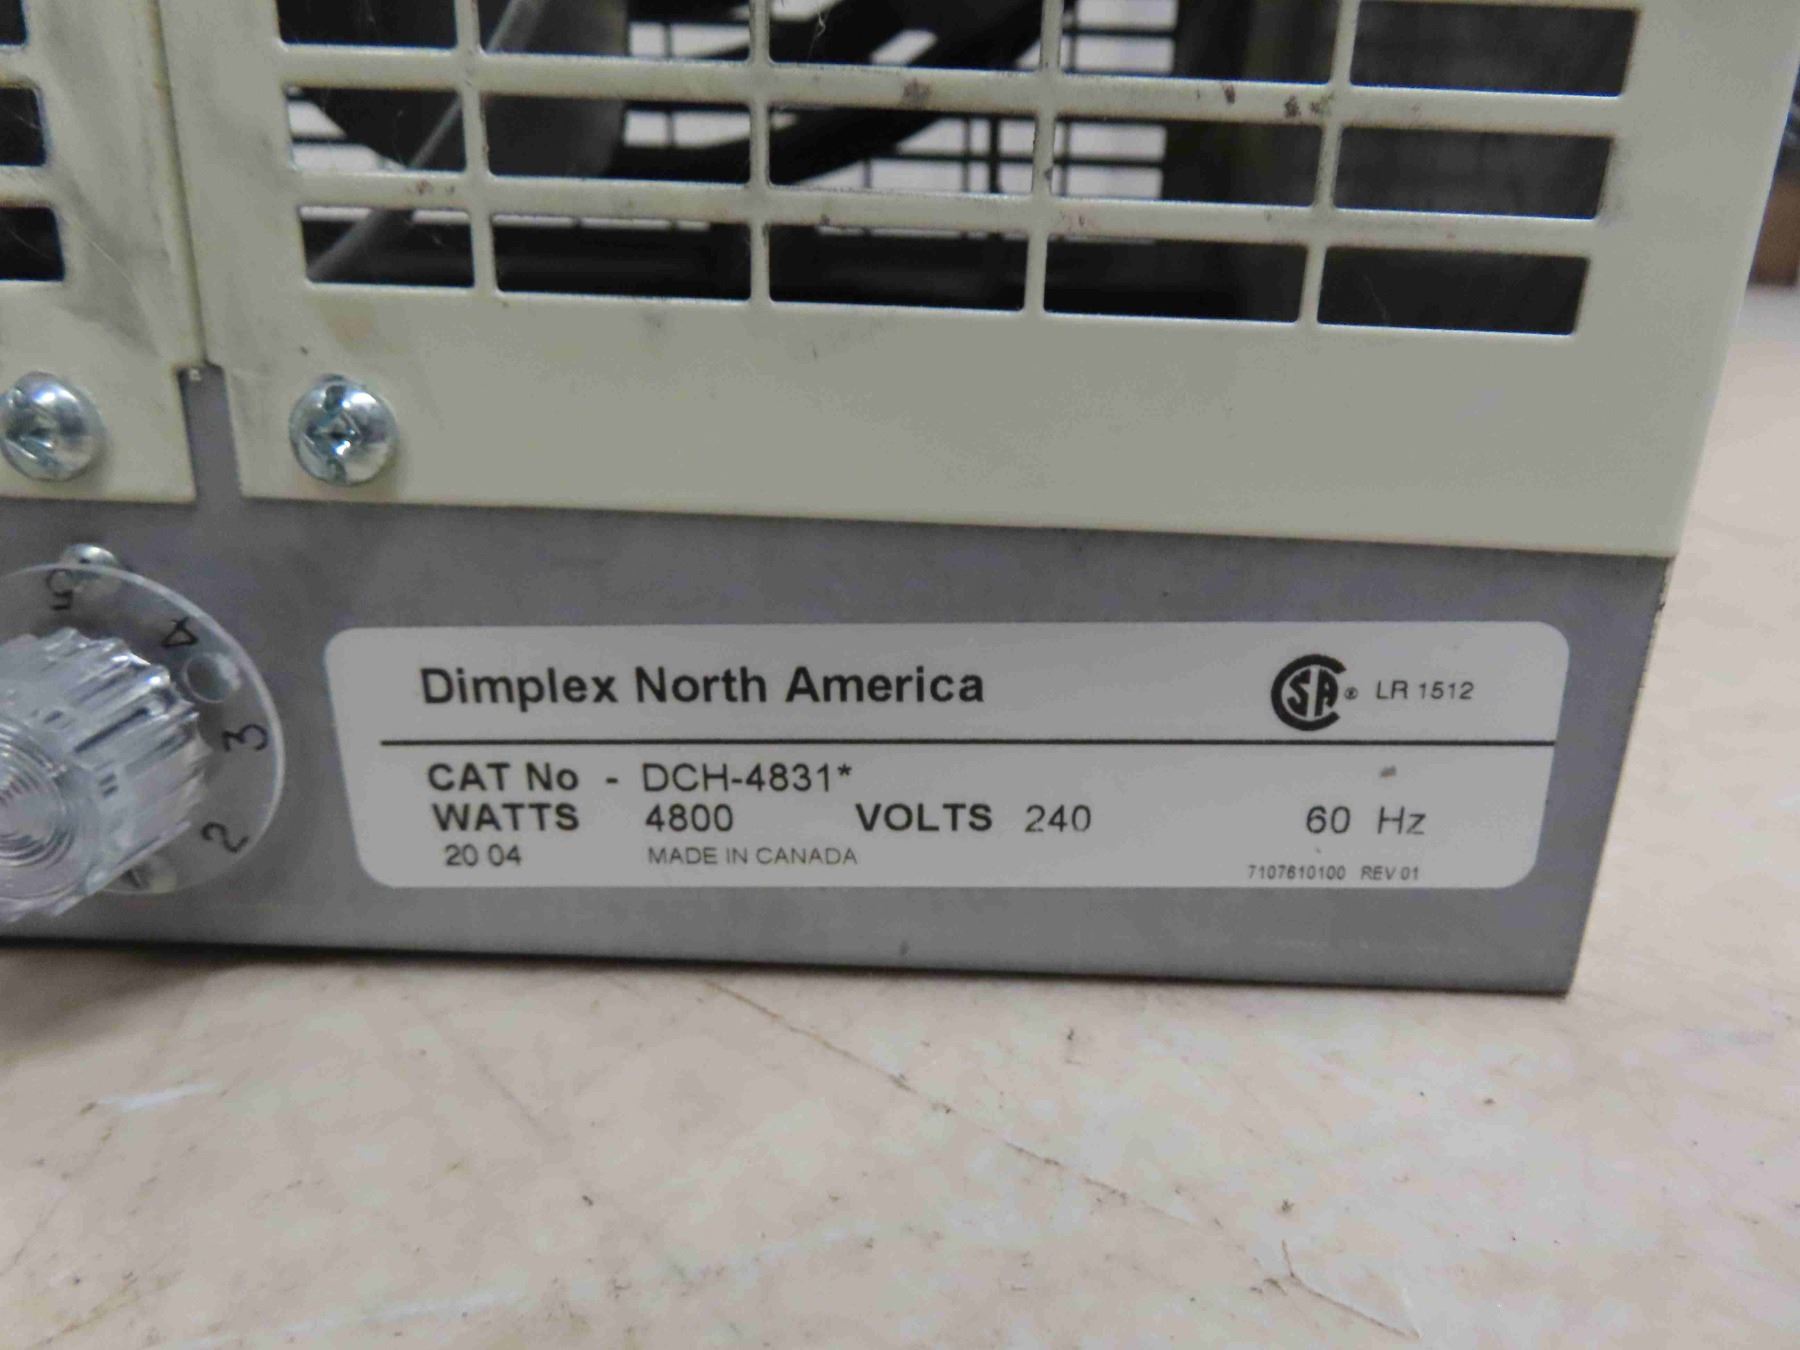 Dimplex North America
CSA® LR 1512
CAT No - DCH-4831*
WATTS 4800 VOLTS 240 60 Hz
20 04 MADE IN CANADA
7107610100 REV 01
5
4
3
2